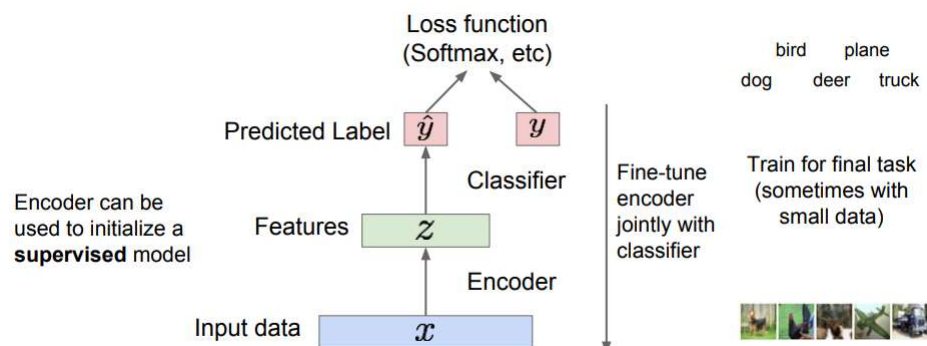 Loss function
(Softmax, etc)
bird plane
dog deer truck
Predicted Label
ŷ
y
Classifier
Fine-tune
encoder
jointly with
classifier
Train for final task
(sometimes with
small data)
Encoder can be
used to initialize a
supervised model
Features
z
Encoder
Input data
x